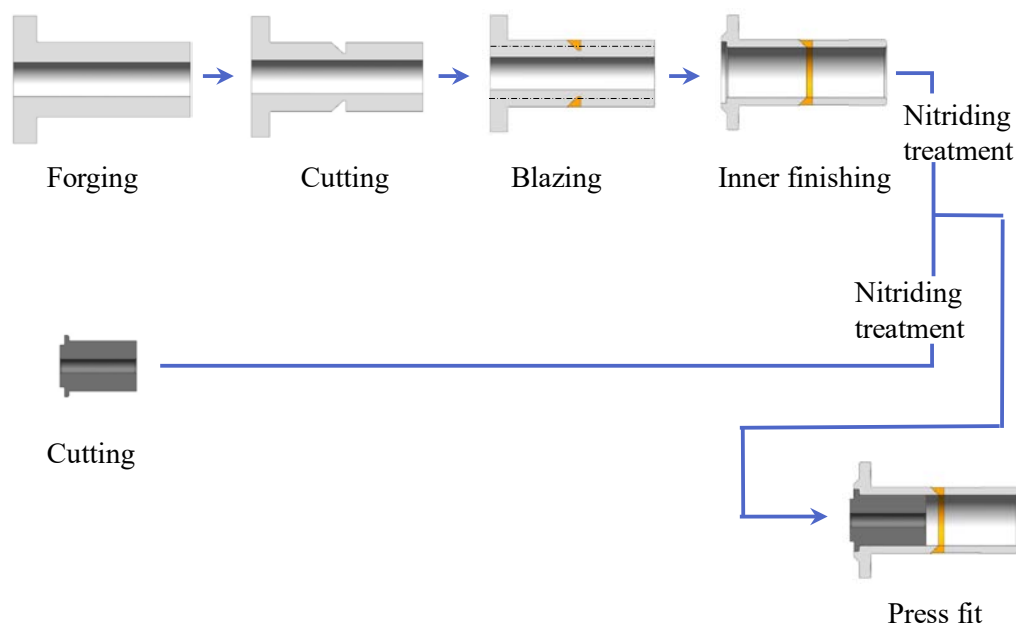 Forging
Cutting
Blazing
Inner finishing
Nitriding
treatment
Nitriding
treatment
Cutting
Press fit